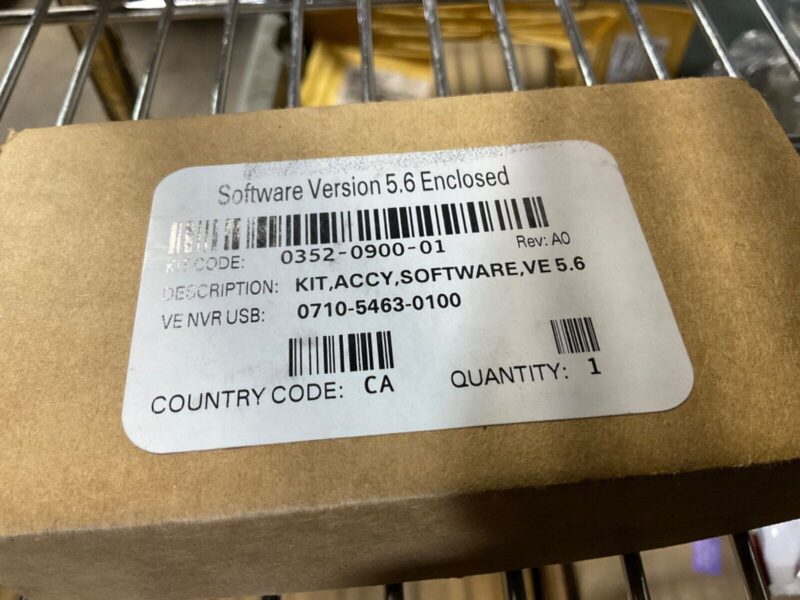 Software Version 5.6 Enclosed
KIT CODE: 0352-0900-01 Rev: A0
DESCRIPTION: KIT,ACCY,SOFTWARE,VE 5.6
VE NVR USB: 0710-5463-0100
COUNTRY CODE: CA QUANTITY: 1